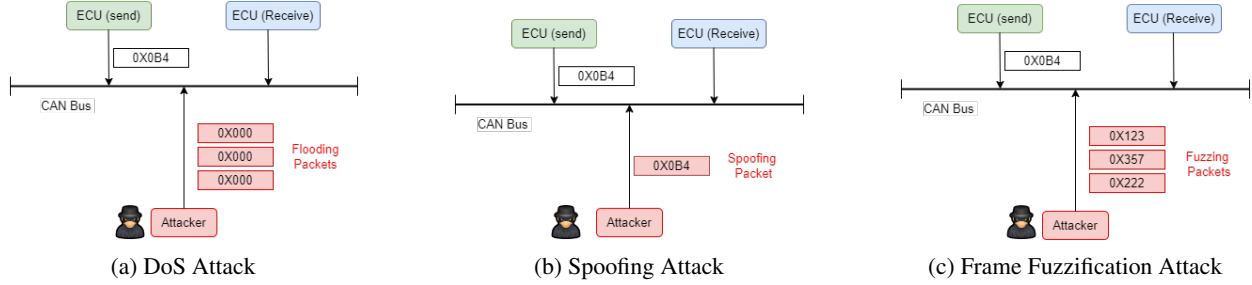 ECU (send)
ECU (Receive)
0X0B4
CAN Bus
0X000
0X000
0X000
Flooding
Packets
Attacker
(a) DoS Attack
ECU (send)
ECU (Receive)
0X0B4
CAN Bus
0X0B4
Spoofing
Packet
Attacker
(b) Spoofing Attack
ECU (send)
ECU (Receive)
0X0B4
CAN Bus
0X123
0X357
0X222
Fuzzing
Packets
Attacker
(c) Frame Fuzzification Attack